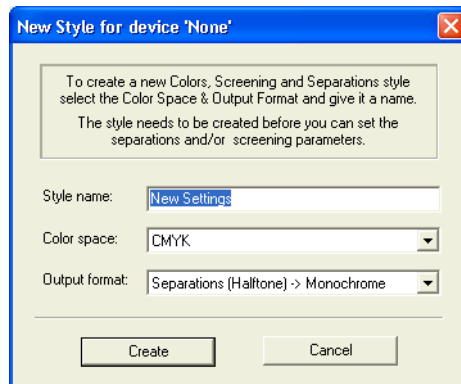 New Style for device 'None'
To create a new Colors, Screening and Separations style
select the Color Space & Output Format and give it a name.
The style needs to be created before you can set the
separations and/or screening parameters.
Style name: New Settings
Color space: CMYK
Output format: Separations (Halftone) -> Monochrome
Create Cancel